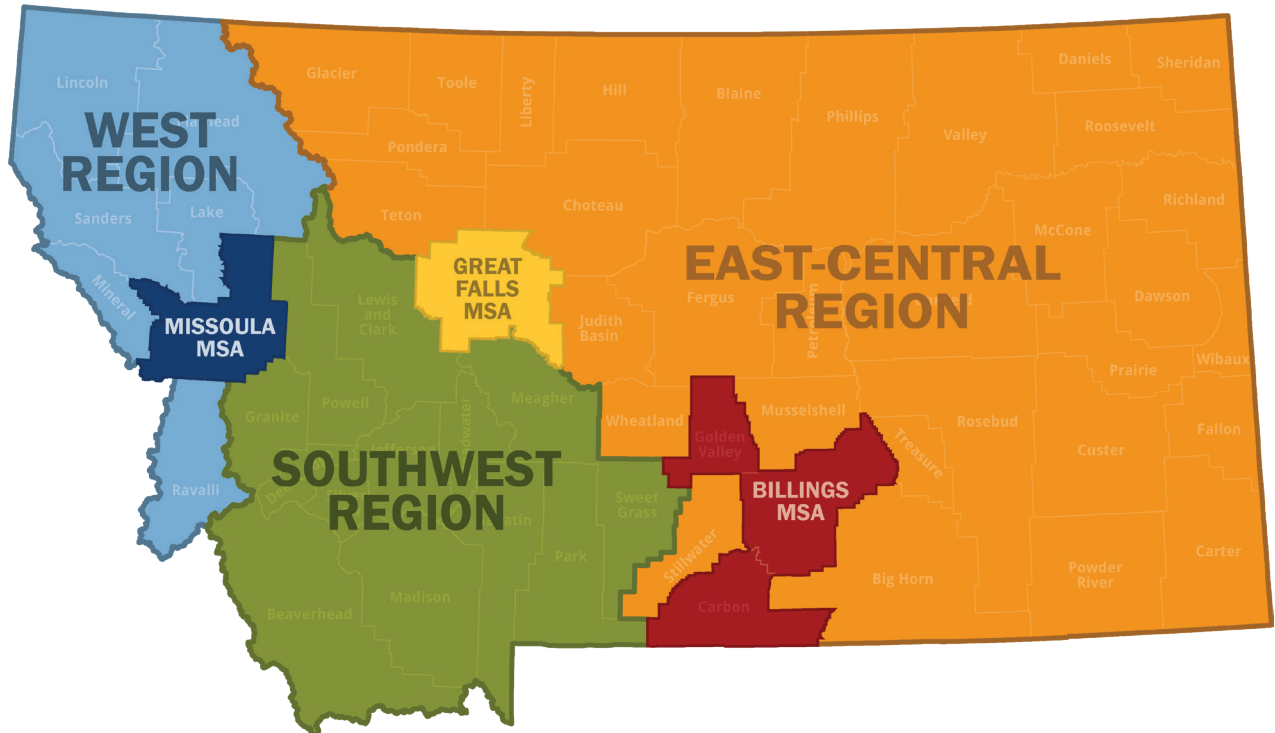 Lincoln
Flathead
WEST
REGION
Sanders
Lake
Mineral
MISSOULA
MSA
Ravalli
Glacier
Toole
Liberty
Hill
Blaine
Phillips
Daniels
Sheridan
Valley
Roosevelt
Pondera
Teton
Choteau
Richland
McCone
GREAT
FALLS
MSA
EAST-CENTRAL
REGION
Fergus
Petroleum
Dawson
Judith
Basin
Wibaux
Prairie
Lewis
and
Clark
Granite
Powell
Meagher
Wheatland
Golden
Valley
Musselshell
Treasure
Rosebud
Custer
Fallon
Jefferson
SOUTHWEST
REGION
Sweet
Grass
BILLINGS
MSA
Stillwater
Park
Madison
Beaverhead
Carbon
Big Horn
Powder
River
Carter